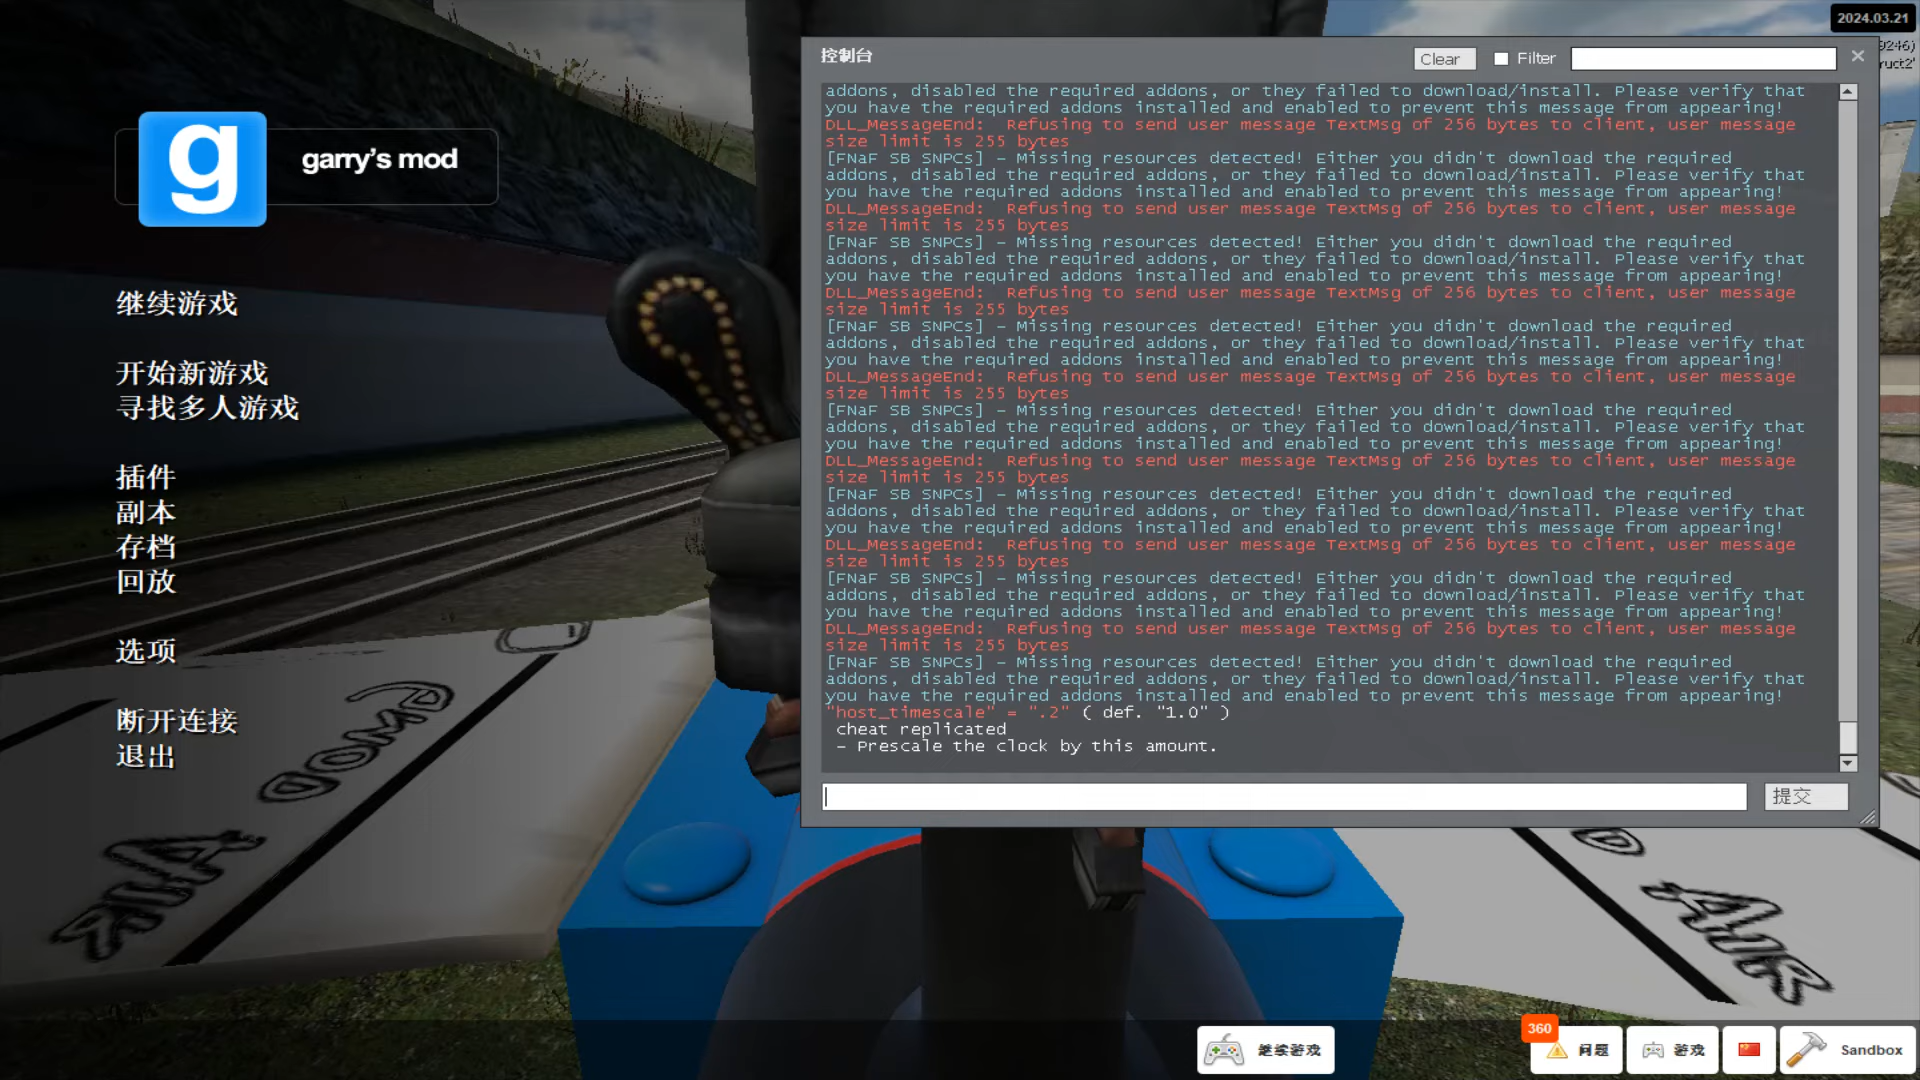 2024.03.21
控制台
Clear
Filter
9246)
ruct2'
g
garry's mod
继续游戏
开始新游戏
寻找多人游戏
插件
副本
存档
回放
选项
断开连接
退出
addons, disabled the required addons, or they failed to download/install. Please verify that
you have the required addons installed and enabled to prevent this message from appearing!
DLL_MessageEnd:  Refusing to send user message TextMsg of 256 bytes to client, user message
size limit is 255 bytes
[FNaF SB SNPCs] - Missing resources detected! Either you didn't download the required
addons, disabled the required addons, or they failed to download/install. Please verify that
you have the required addons installed and enabled to prevent this message from appearing!
DLL_MessageEnd:  Refusing to send user message TextMsg of 256 bytes to client, user message
size limit is 255 bytes
[FNaF SB SNPCs] - Missing resources detected! Either you didn't download the required
addons, disabled the required addons, or they failed to download/install. Please verify that
you have the required addons installed and enabled to prevent this message from appearing!
DLL_MessageEnd:  Refusing to send user message TextMsg of 256 bytes to client, user message
size limit is 255 bytes
[FNaF SB SNPCs] - Missing resources detected! Either you didn't download the required
addons, disabled the required addons, or they failed to download/install. Please verify that
you have the required addons installed and enabled to prevent this message from appearing!
DLL_MessageEnd:  Refusing to send user message TextMsg of 256 bytes to client, user message
size limit is 255 bytes
[FNaF SB SNPCs] - Missing resources detected! Either you didn't download the required
addons, disabled the required addons, or they failed to download/install. Please verify that
you have the required addons installed and enabled to prevent this message from appearing!
DLL_MessageEnd:  Refusing to send user message TextMsg of 256 bytes to client, user message
size limit is 255 bytes
[FNaF SB SNPCs] - Missing resources detected! Either you didn't download the required
addons, disabled the required addons, or they failed to download/install. Please verify that
you have the required addons installed and enabled to prevent this message from appearing!
DLL_MessageEnd:  Refusing to send user message TextMsg of 256 bytes to client, user message
size limit is 255 bytes
[FNaF SB SNPCs] - Missing resources detected! Either you didn't download the required
addons, disabled the required addons, or they failed to download/install. Please verify that
you have the required addons installed and enabled to prevent this message from appearing!
DLL_MessageEnd:  Refusing to send user message TextMsg of 256 bytes to client, user message
size limit is 255 bytes
[FNaF SB SNPCs] - Missing resources detected! Either you didn't download the required
addons, disabled the required addons, or they failed to download/install. Please verify that
you have the required addons installed and enabled to prevent this message from appearing!
"host_timescale" = ".2" ( def. "1.0" )
cheat replicated
- Prescale the clock by this amount.
提交
AIR
AIR
继续游戏
360
问题
游戏
Sandbox